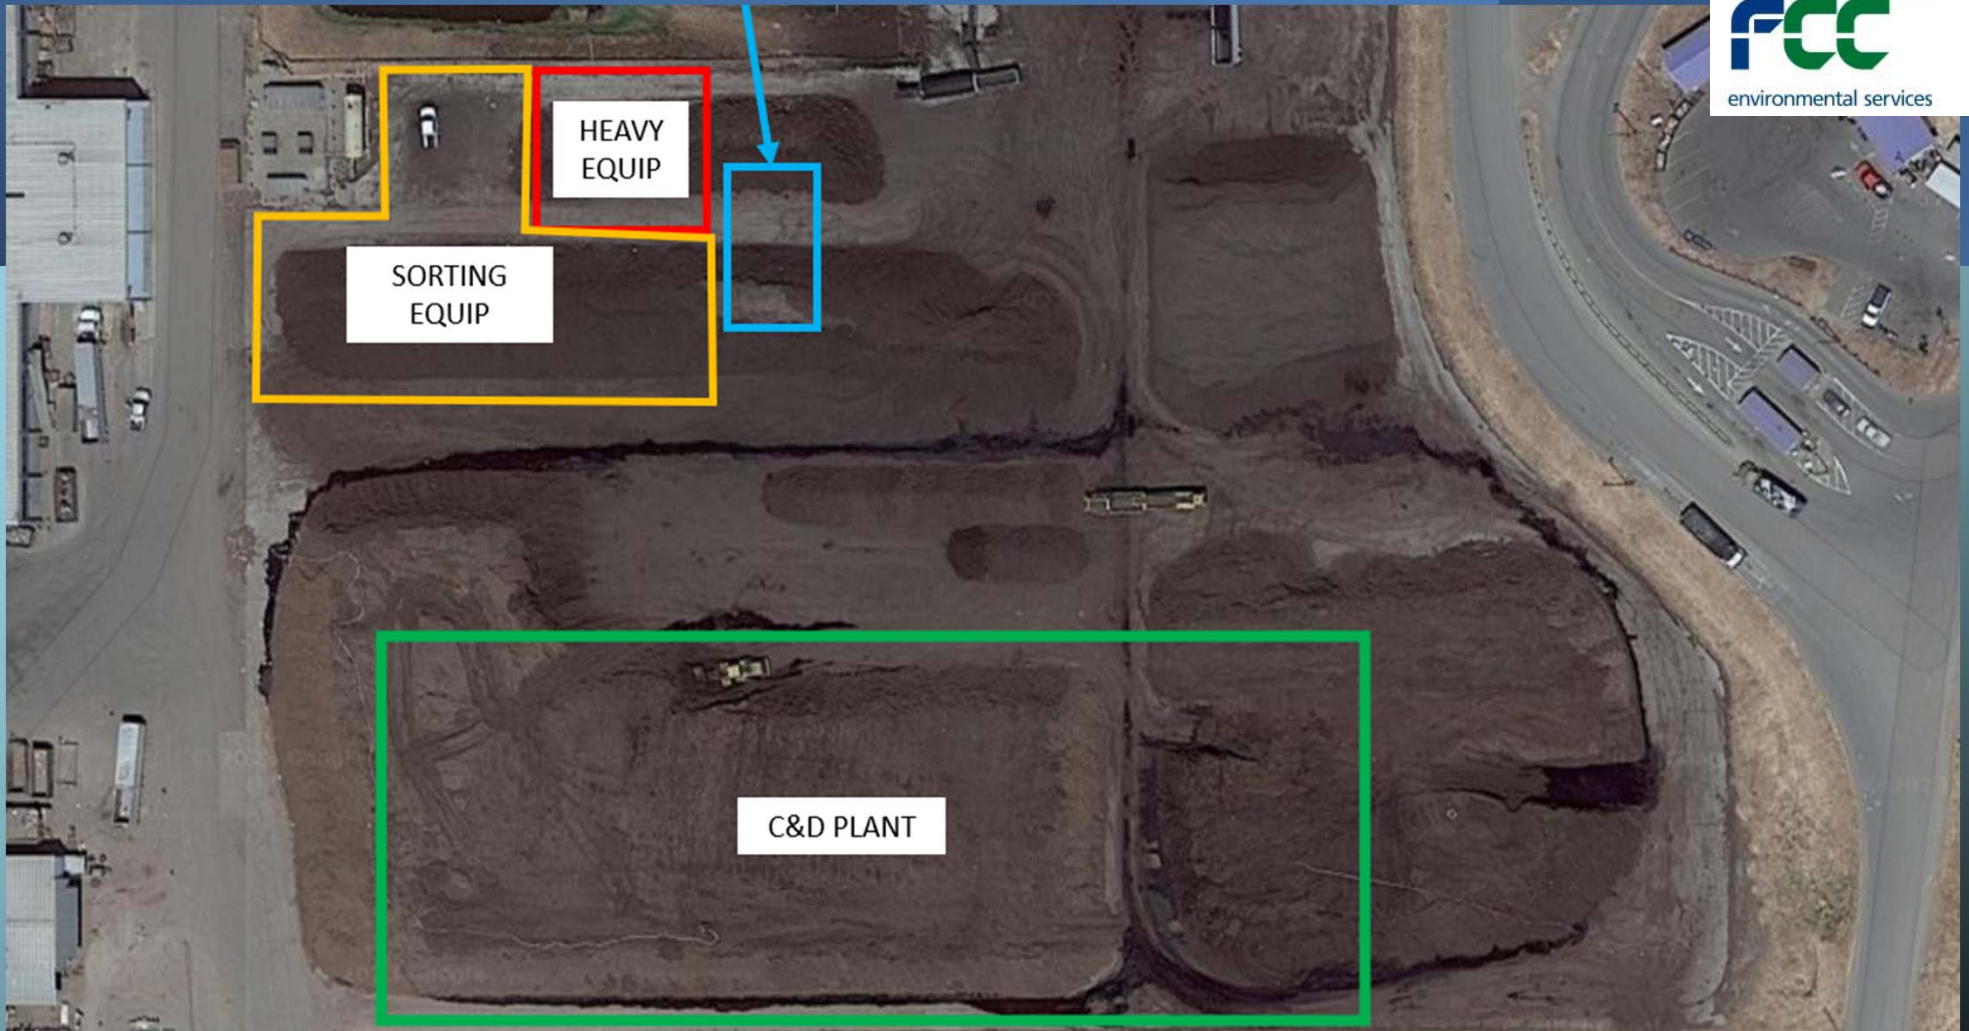 FCC
environmental services
HEAVY
EQUIP
SORTING
EQUIP
C&D PLANT